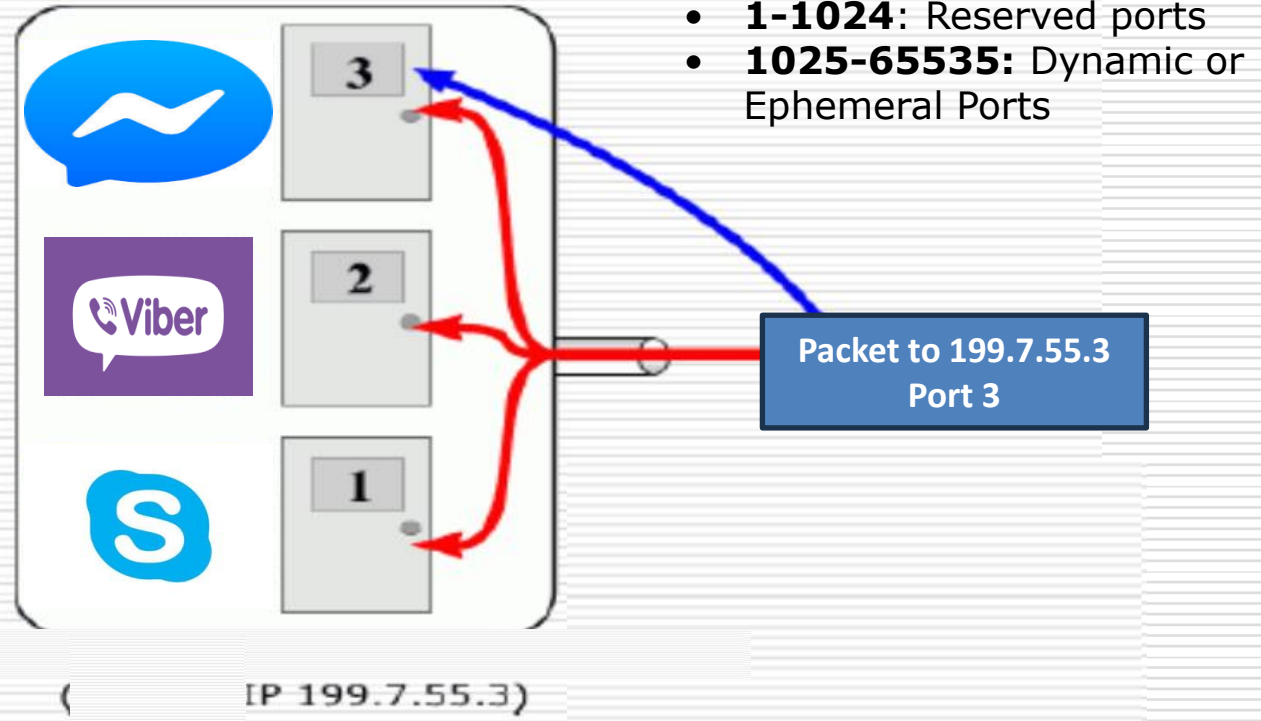 • 1-1024: Reserved ports
• 1025-65535: Dynamic or
Ephemeral Ports
3
Viber
2
Packet to 199.7.55.3
Port 3
S
1
( IP 199.7.55.3)